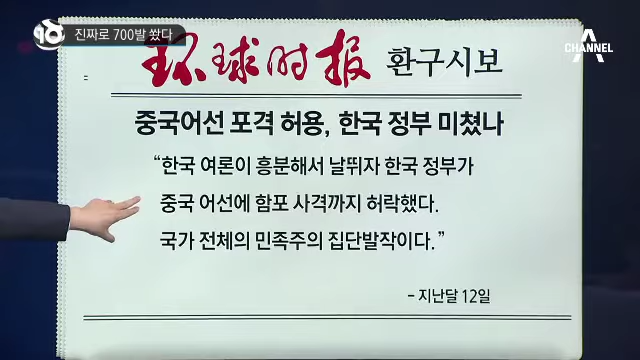 진짜로 700발 쐈다
CHANNEL A
环球时报 환구시보
중국어선 포격 허용, 한국 정부 미쳤나
“한국 여론이 흥분해서 날뛰자 한국 정부가
중국 어선에 함포 사격까지 허락했다.
국가 전체의 민족주의 집단발작이다.”
- 지난달 12일